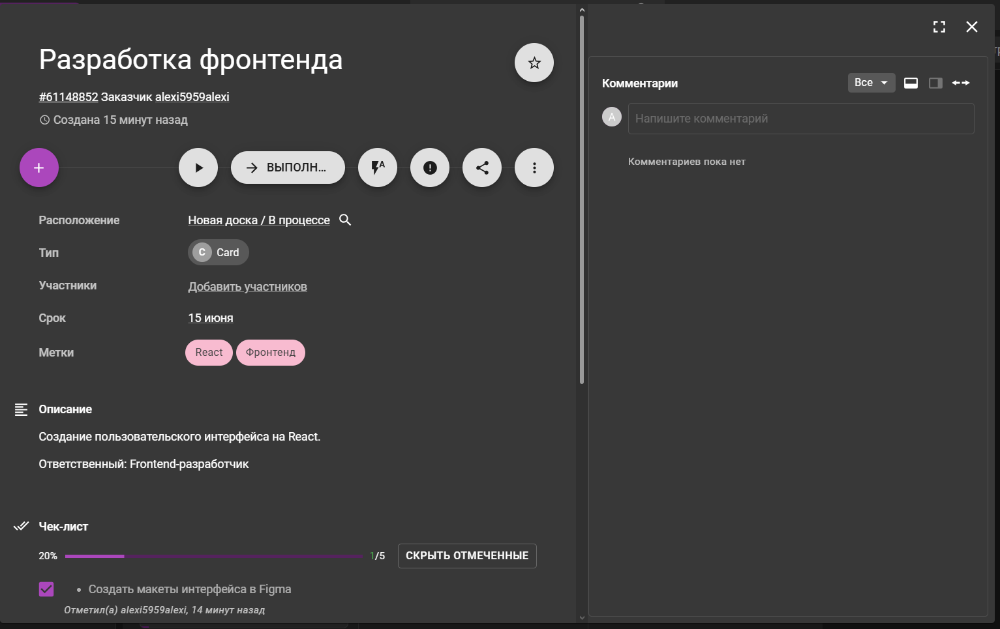 Разработка фронтенда
#61148852 Заказчик alexi5959alexi
Создана 15 минут назад
ВЫПОЛН...
Расположение
Новая доска / В процессе
Тип
C Card
Участники
Добавить участников
Срок
15 июня
Метки
React Фронтенд
Описание
Создание пользовательского интерфейса на React.
Ответственный: Frontend-разработчик
Чек-лист
20% 1/5 СКРЫТЬ ОТМЕЧЕННЫЕ
• Создать макеты интерфейса в Figma
Отметил(а) alexi5959alexi, 14 минут назад
Комментарии
Все
A Напишите комментарий
Комментариев пока нет